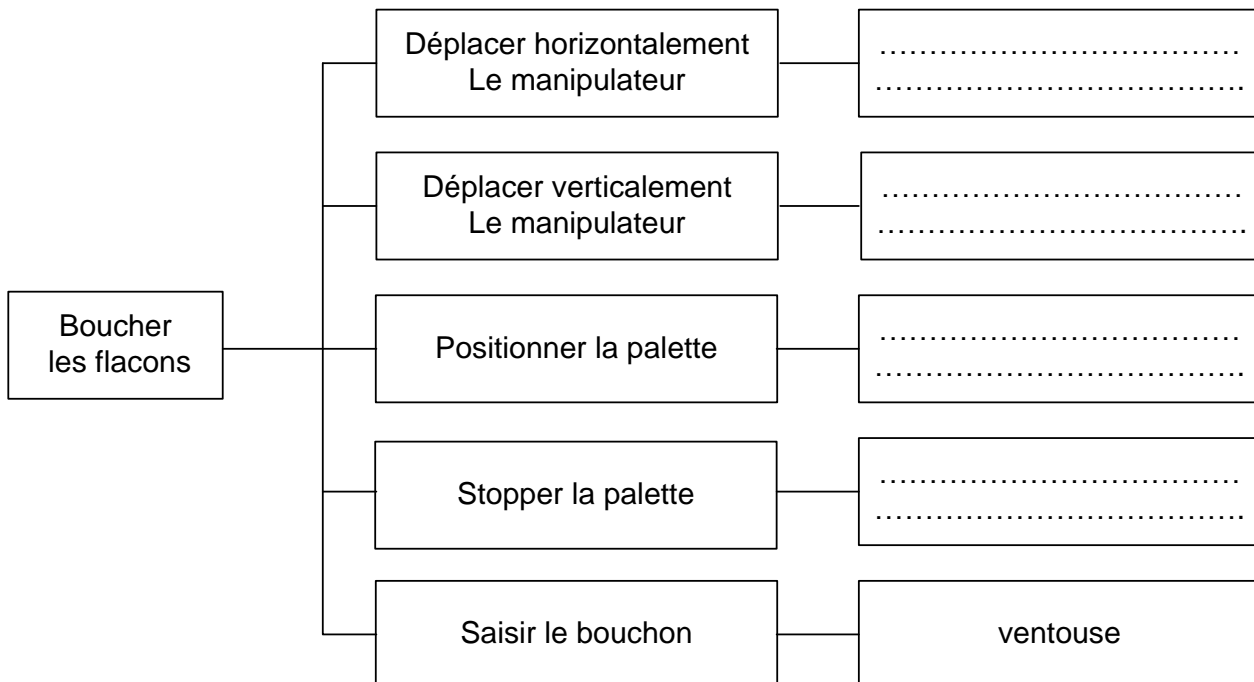 Déplacer horizontalement
Le manipulateur
……………………………….
………………………………….
Déplacer verticalement
Le manipulateur
……………………………….
………………………………….
Boucher
les flacons
Positionner la palette
……………………………….
………………………………….
Stopper la palette
……………………………….
………………………………….
Saisir le bouchon
ventouse